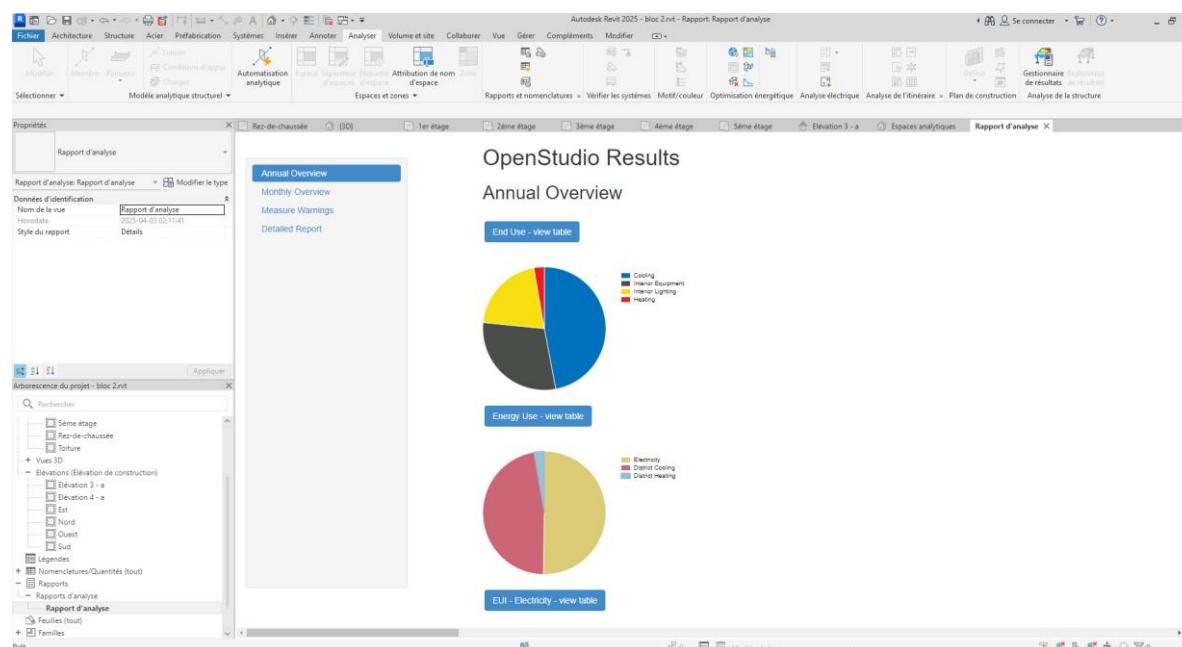 Autodesk Revit 2025 - bloc 2.rvt - Rapport: Rapport d'analyse
Se connecter
Fichier Architecture Structure Acier Préfabrication Systèmes Insérer Annoter Analyser Volume et site Collaborer Vue Gérer Compléments Modifier
Modifier
Membre
Panneau
Liaison
Conditions d'appui
Charges
Automatisation analytique
Espace
Séparateur d'espaces
Étiquette d'espace
Attribution de nom d'espace
Zone
Définir
Gestionnaire de résultats
Explorateur de résultats
Sélectionner
Modèle analytique structurel
Espaces et zones
Rapports et nomenclatures
Vérifier les systèmes
Motif/couleur
Optimisation énergétique
Analyse électrique
Analyse de l'itinéraire
Plan de construction
Analyse de la structure
Propriétés
Rapport d'analyse
Rapport d'analyse: Rapport d'analyse
Modifier le type
Données d'identification
Nom de la vue Rapport d'analyse
Horodate 2025-04-03 02:11:41
Style du rapport Détails
Appliquer
Arborescence du projet - bloc 2.rvt
Rechercher
5ème étage
Rez-de-chaussée
Toiture
Vues 3D
Elévations (Elévation de construction)
Elévation 3 - a
Elévation 4 - a
Est
Nord
Ouest
Sud
Légendes
Nomenclatures/Quantités (tout)
Rapports
Rapports d'analyse
Rapport d'analyse
Feuilles (tout)
Familles
Rez-de-chaussée
{3D}
1er étage
2ème étage
3ème étage
4ème étage
5ème étage
Elévation 3 - a
Espaces analytiques
Rapport d'analyse
Annual Overview
Monthly Overview
Measure Warnings
Detailed Report
OpenStudio Results
Annual Overview
End Use - view table
Cooling
Interior Equipment
Interior Lighting
Heating
Energy Use - view table
Electricity
District Cooling
District Heating
EUI - Electricity - view table